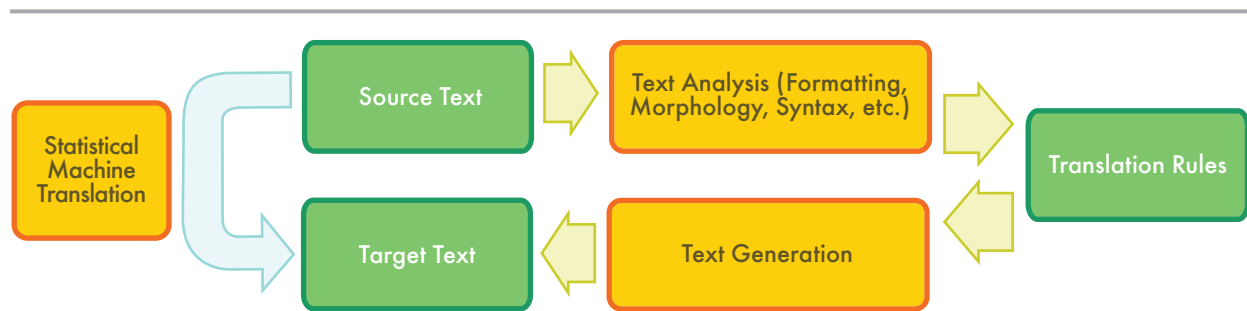 Statistical
Machine
Translation
Source Text
Text Analysis (Formatting,
Morphology, Syntax, etc.)
Translation Rules
Text Generation
Target Text